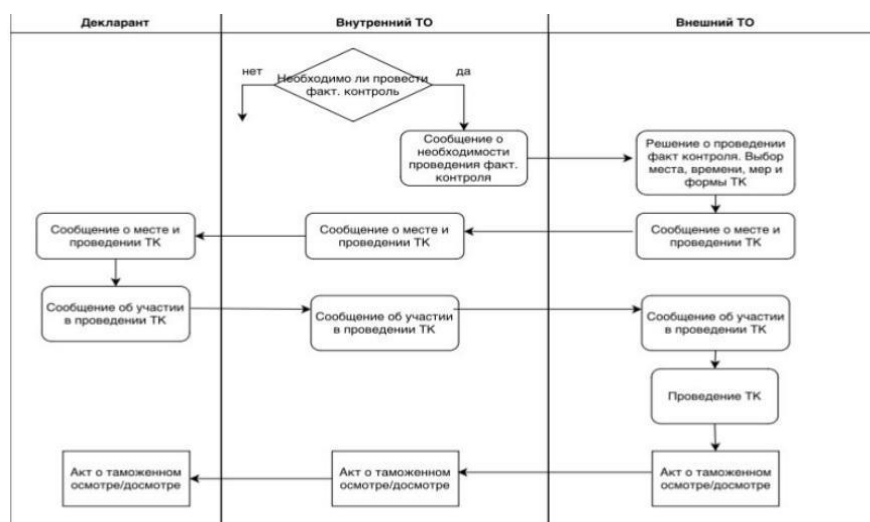 Декларант
Внутренний ТО
Внешний ТО
нет
да
Необходимо ли провести
факт. контроль
Сообщение о
необходимости
проведения факт.
контроля
Решение о проведении
факт контроля. Выбор
места, времени, мер и
формы ТК
Сообщение о месте и
проведении ТК
Сообщение о месте и
проведении ТК
Сообщение о месте и
проведении ТК
Сообщение об участии
в проведении ТК
Сообщение об участии
в проведении ТК
Сообщение об участии
в проведении ТК
Проведение ТК
Акт о таможенном
осмотре/досмотре
Акт о таможенном
осмотре/досмотре
Акт о таможенном
осмотре/досмотре